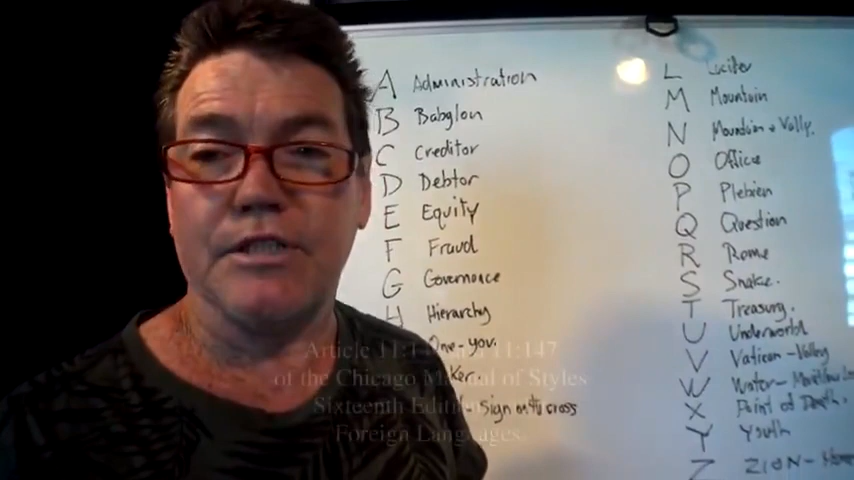 A Administration
B Babylon
C Creditor
D Debtor
E Equity
F Fraud
G Governance
H Hierarchy
One-you.
ker.
-sign on the cross
L Lucifer
M Mountain
N Mountain + Vally.
O Office
P Plebien
Q Question
R Rome
S Snake.
T Treasury.
U Underworld
V Vatican-Valley
W Water-
X Point of Death.
Y Youth
Z ZION-
Article 11:147
of the Chicago Manual of Styles
Sixteenth Edition
Foreign Languages